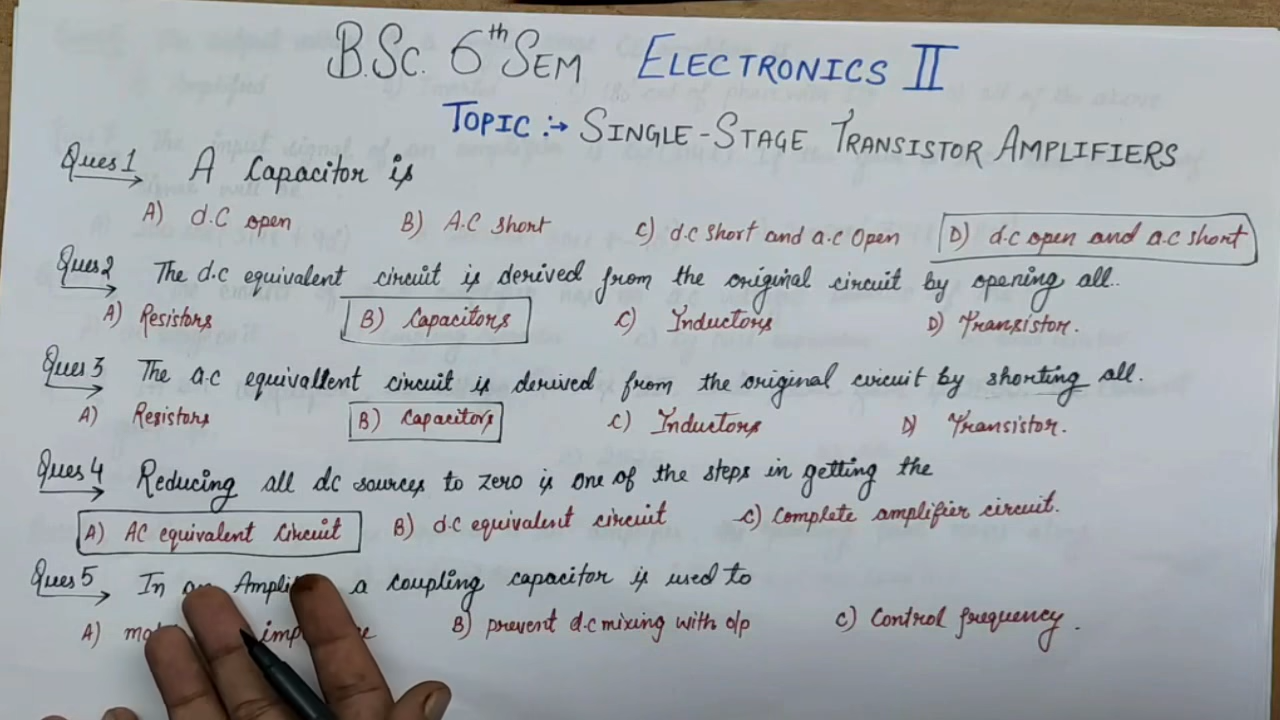 B.Sc. 6th SEM ELECTRONICS II
TOPIC :→ SINGLE-STAGE TRANSISTOR AMPLIFIERS
Ques 1 A Capacitor is
A) d.c open B) A.C short C) d.c short and a.c Open D) d.c open and a.c short
Ques 2 The d.c equivalent circuit is derived from the original circuit by opening all..
A) Resistors B) Capacitors C) Inductors D) Transistor.
Ques 3 The a.c equivallent circuit is derived from the original circuit by shorting all.
A) Resistors B) Capacitors C) Inductors D) Transistor.
Ques 4 Reducing all dc sources to zero is one of the steps in getting the
A) AC equivalent Circuit B) d.c equivalent circuit C) Complete amplifier circuit.
Ques 5 In a coupling capacitor is used to
A) B) prevent d.c mixing with o/p C) Control frequency.